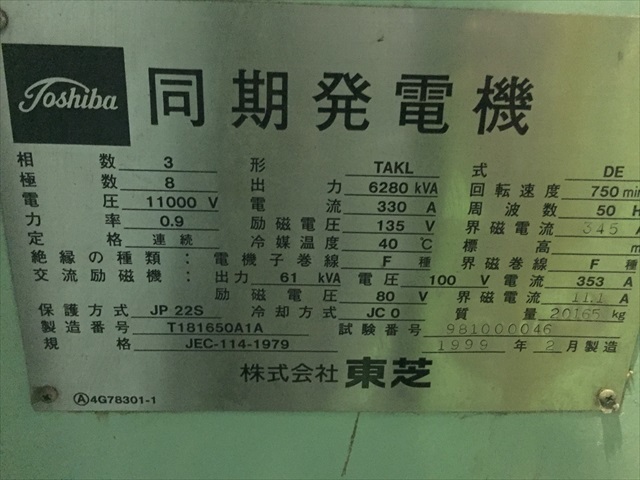 Toshiba 同期発電機
相数 3 形 TAKL 式 DE
極数 8 出力 6280 kVA 回転速度 750 min
電圧 11000 V 電流 330 A 周波数 50 H
力率 0.9 励磁電圧 135 V 界磁電流 345 A
定格 連続 冷媒温度 40 ℃ 標高 m
絶縁の種類: 電機子巻線 F 種 界磁巻線 F 種
交流励磁機: 出力 61 kVA 電圧 100 V 電流 353 A
励磁電圧 80 V 界磁電流 11.1 A
保護方式 JP 22S 冷却方式 JC 0 質量 20165 kg
製造番号 T181650A1A 試験番号 981000046
規格 JEC-114-1979 1999 年 2 月製造
株式会社 東芝
Ⓐ4G78301-1